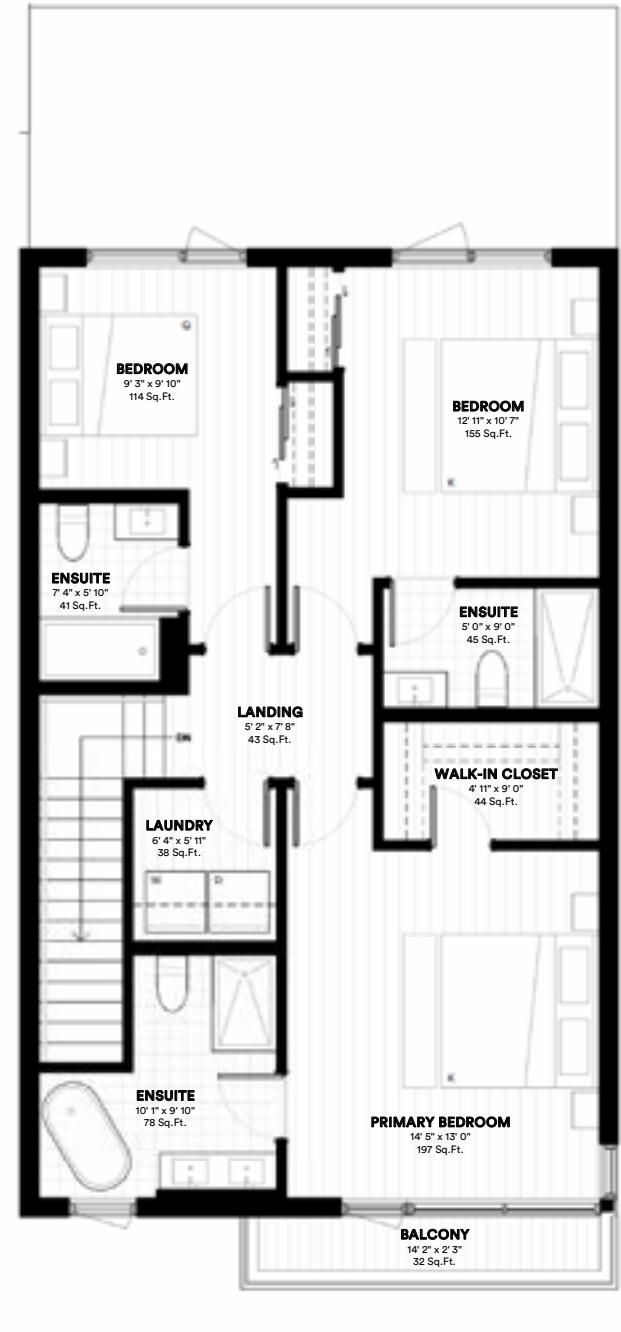 BEDROOM
9' 3" x 9' 10"
114 Sq.Ft.
Q
BEDROOM
12' 11" x 10' 7"
155 Sq.Ft.
K
ENSUITE
7' 4" x 5' 10"
41 Sq.Ft.
ENSUITE
5' 0" x 9' 0"
45 Sq.Ft.
LANDING
5' 2" x 7' 8"
43 Sq.Ft.
DN
WALK-IN CLOSET
4' 11" x 9' 0"
44 Sq.Ft.
LAUNDRY
6' 4" x 5' 11"
38 Sq.Ft.
W
D
K
ENSUITE
10' 1" x 9' 10"
78 Sq.Ft.
PRIMARY BEDROOM
14' 5" x 13' 0"
197 Sq.Ft.
BALCONY
14' 2" x 2' 3"
32 Sq.Ft.